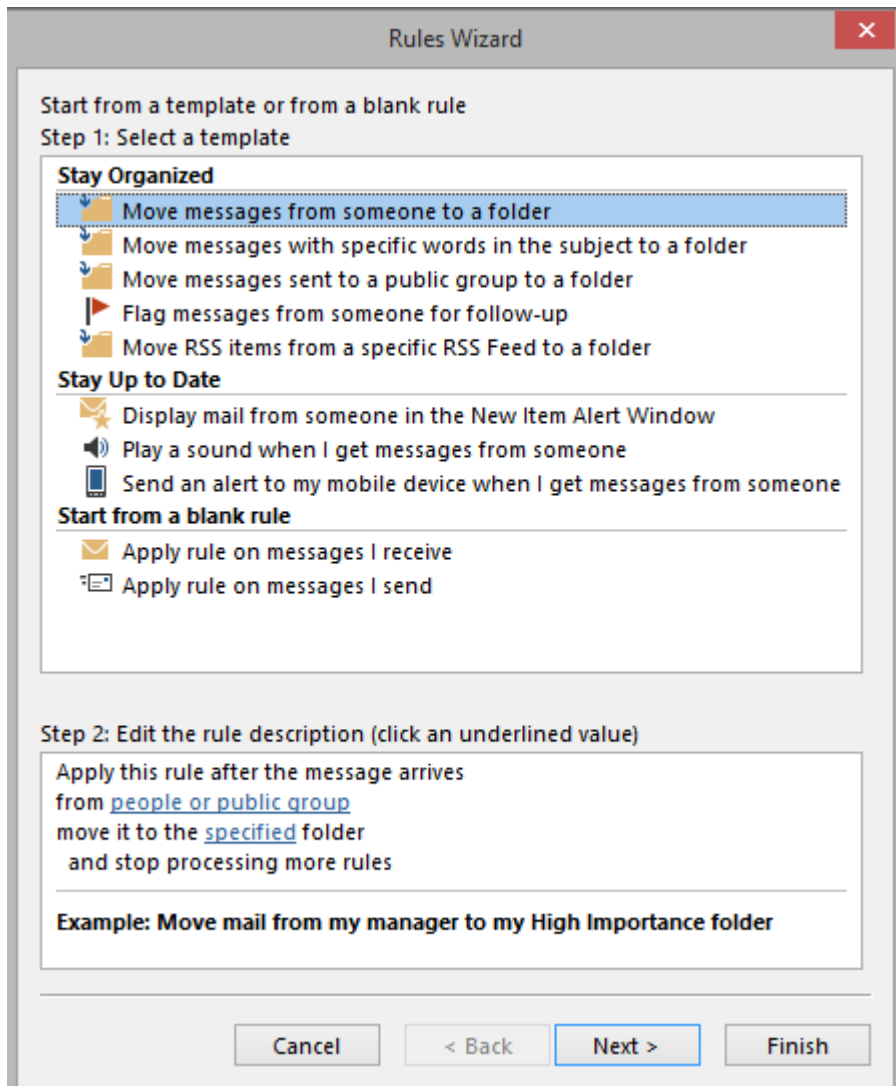 Rules Wizard
Start from a template or from a blank rule
Step 1: Select a template
Stay Organized
Move messages from someone to a folder
Move messages with specific words in the subject to a folder
Move messages sent to a public group to a folder
Flag messages from someone for follow-up
Move RSS items from a specific RSS Feed to a folder
Stay Up to Date
Display mail from someone in the New Item Alert Window
Play a sound when I get messages from someone
Send an alert to my mobile device when I get messages from someone
Start from a blank rule
Apply rule on messages I receive
Apply rule on messages I send
Step 2: Edit the rule description (click an underlined value)
Apply this rule after the message arrives
from people or public group
move it to the specified folder
and stop processing more rules
Example: Move mail from my manager to my High Importance folder
Cancel < Back Next > Finish